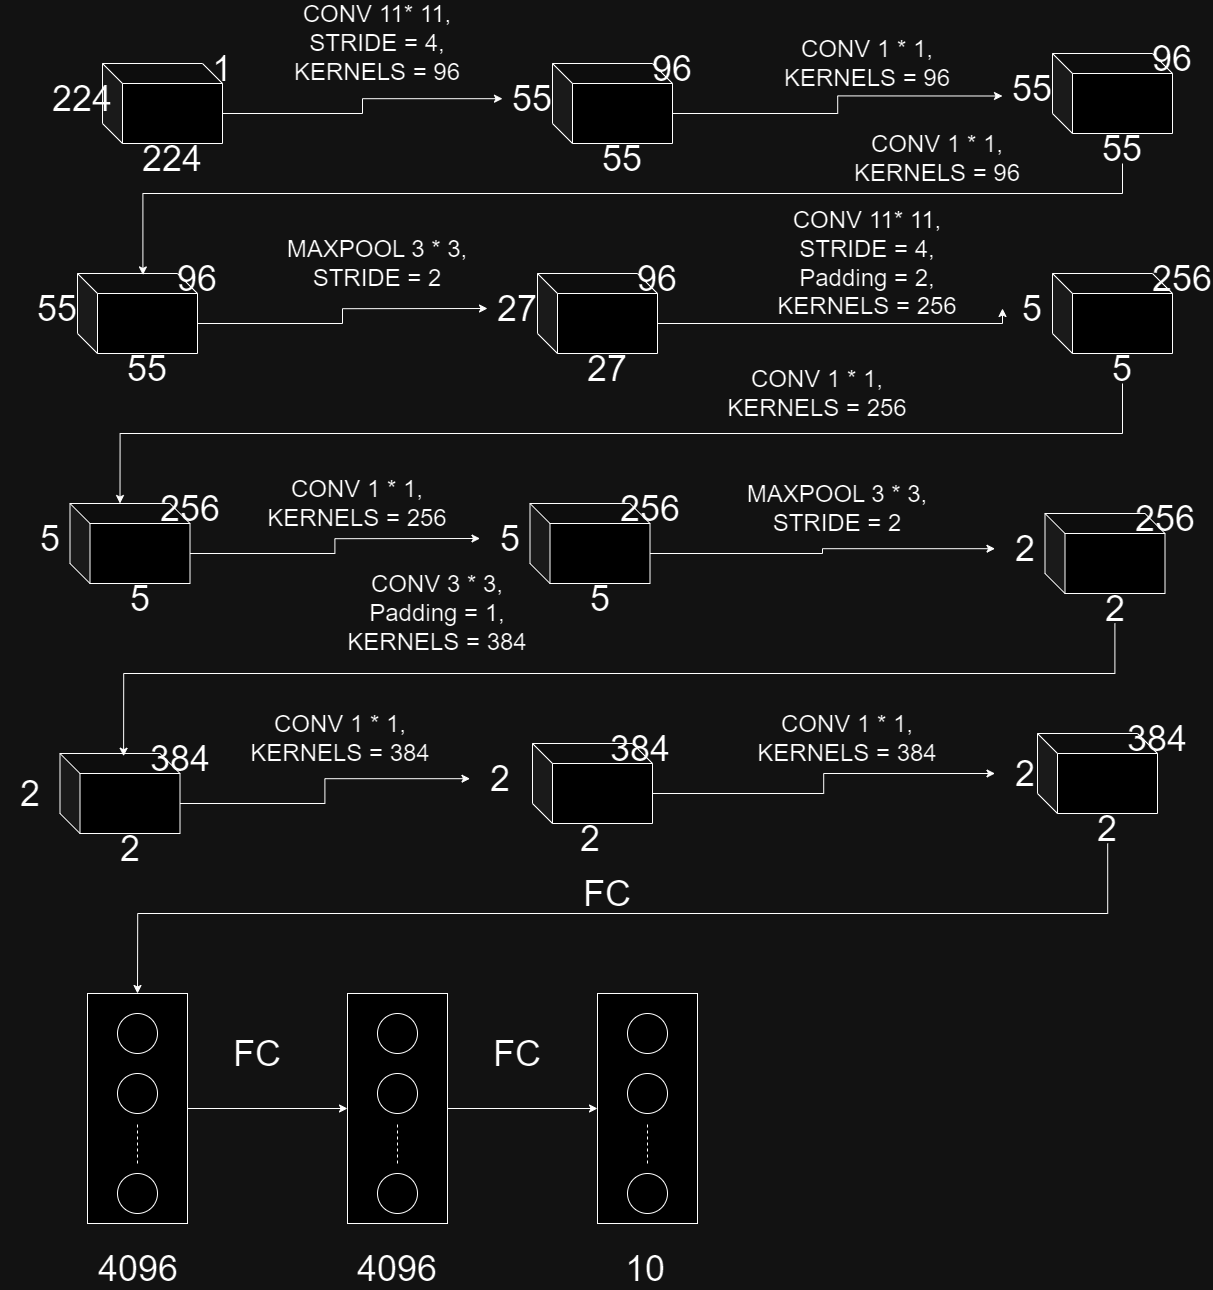 CONV 11* 11,
STRIDE = 4,
KERNELS = 96
1
224
224
96
55
55
CONV 1 * 1,
KERNELS = 96
96
55
55
CONV 1 * 1,
KERNELS = 96
96
55
55
MAXPOOL 3 * 3,
STRIDE = 2
96
27
27
CONV 11* 11,
STRIDE = 4,
Padding = 2,
KERNELS = 256
256
5
5
CONV 1 * 1,
KERNELS = 256
256
5
5
CONV 1 * 1,
KERNELS = 256
256
5
5
MAXPOOL 3 * 3,
STRIDE = 2
256
2
2
CONV 3 * 3,
Padding = 1,
KERNELS = 384
384
2
2
CONV 1 * 1,
KERNELS = 384
384
2
2
CONV 1 * 1,
KERNELS = 384
384
2
2
FC
FC
FC
4096
4096
10